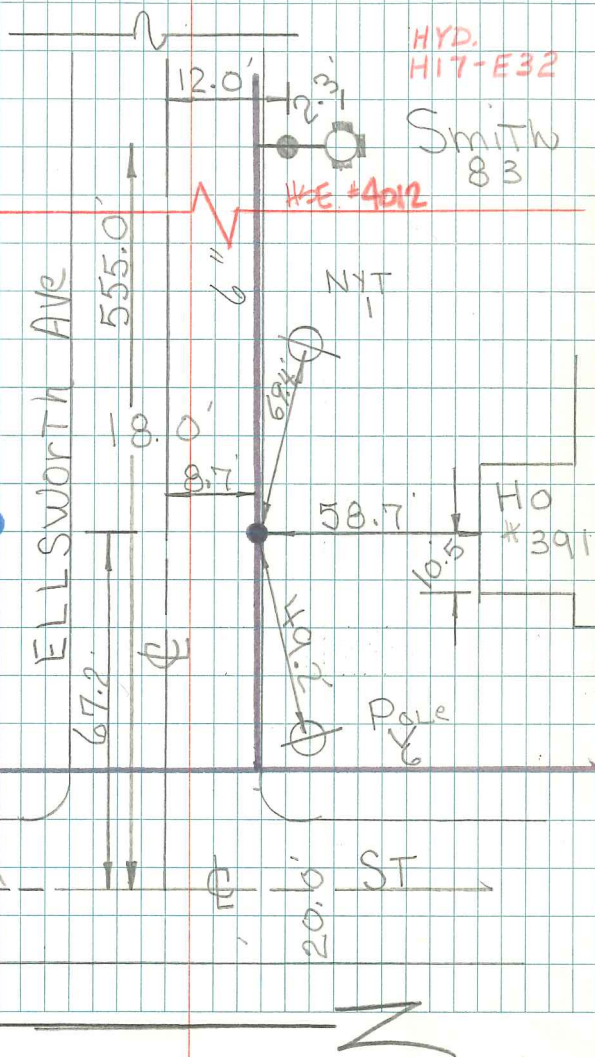 HYD.
H17-E32
12.0'
2.3'
Smith
83
HSE #4012
555.0'
6"
NYT
1
ELLSWORTH AVE
18.0'
8.7'
58.7'
HO
* 391
10.5
67.2'
℄
Pole
6
℄
ST
20.0'